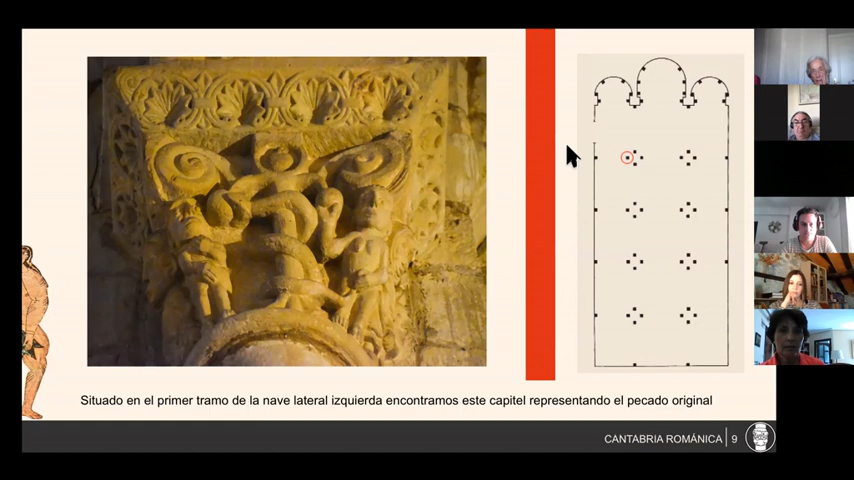 Situado en el primer tramo de la nave lateral izquierda encontramos este capitel representando el pecado original
CANTABRIA ROMÁNICA 9